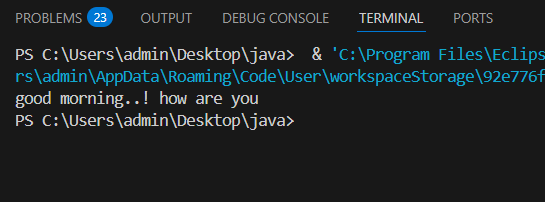 PROBLEMS 23 OUTPUT DEBUG CONSOLE TERMINAL PORTS
PS C:\Users\admin\Desktop\java>  & 'C:\Program Files\Eclips
rs\admin\AppData\Roaming\Code\User\workspaceStorage\92e776f
good morning..! how are you
PS C:\Users\admin\Desktop\java>